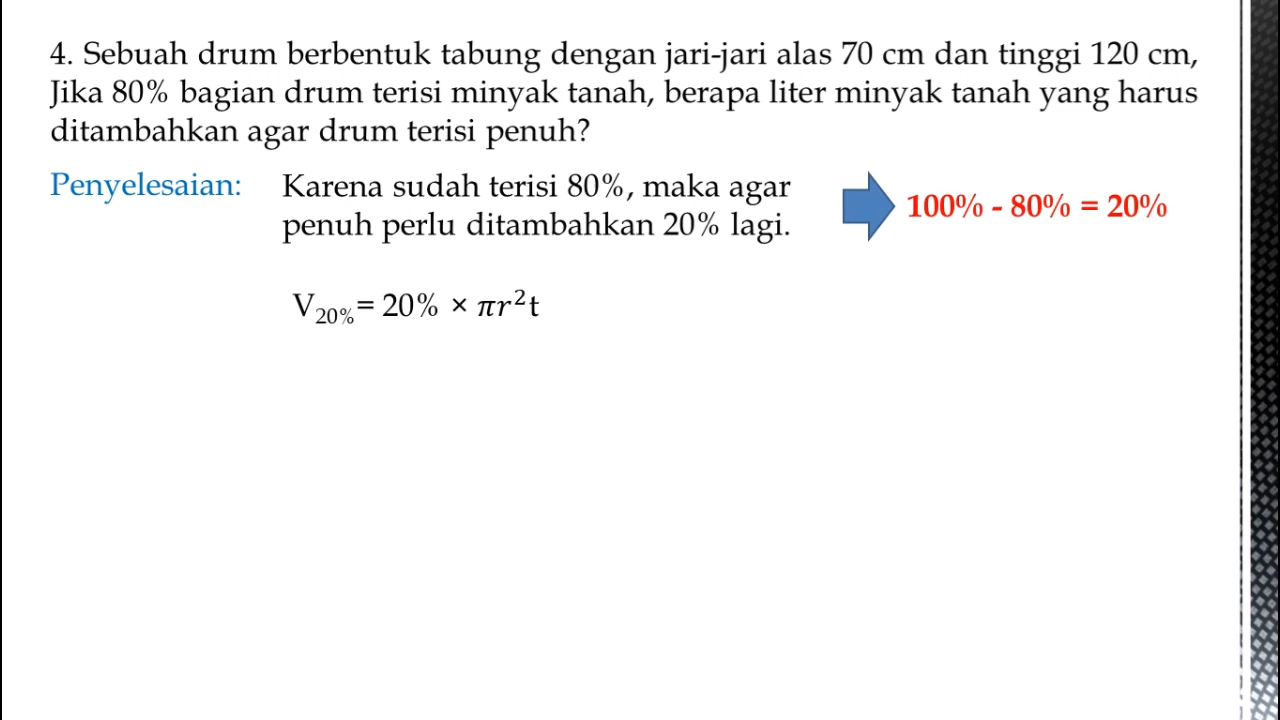 4. Sebuah drum berbentuk tabung dengan jari-jari alas 70 cm dan tinggi 120 cm,
Jika 80% bagian drum terisi minyak tanah, berapa liter minyak tanah yang harus
ditambahkan agar drum terisi penuh?
Penyelesaian:
Karena sudah terisi 80%, maka agar
penuh perlu ditambahkan 20% lagi.
100% - 80% = 20%
V₂₀%= 20% × 𝜋𝑟²t